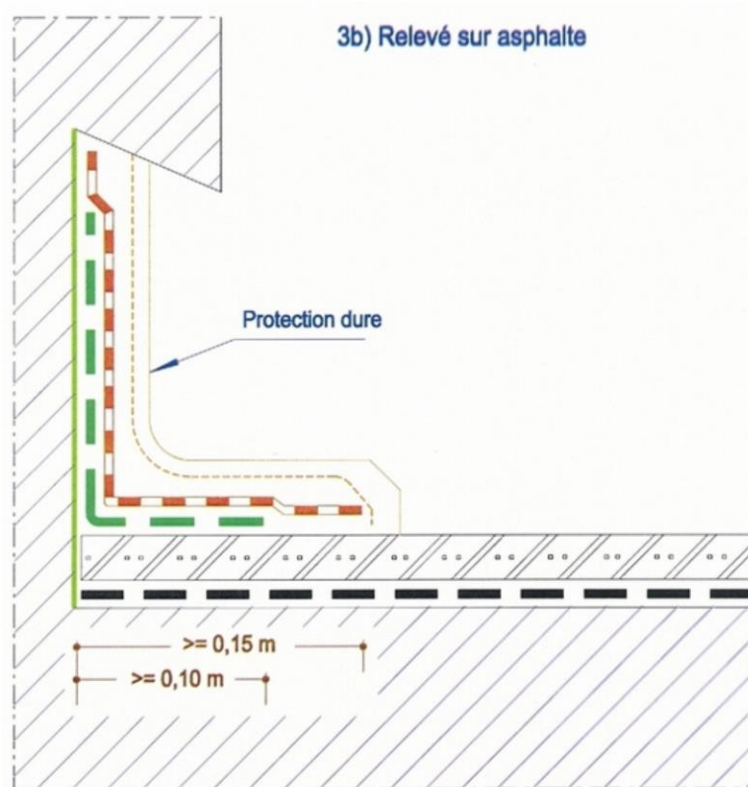 3b) Relevé sur asphalte
Protection dure
>= 0,15 m
>= 0,10 m